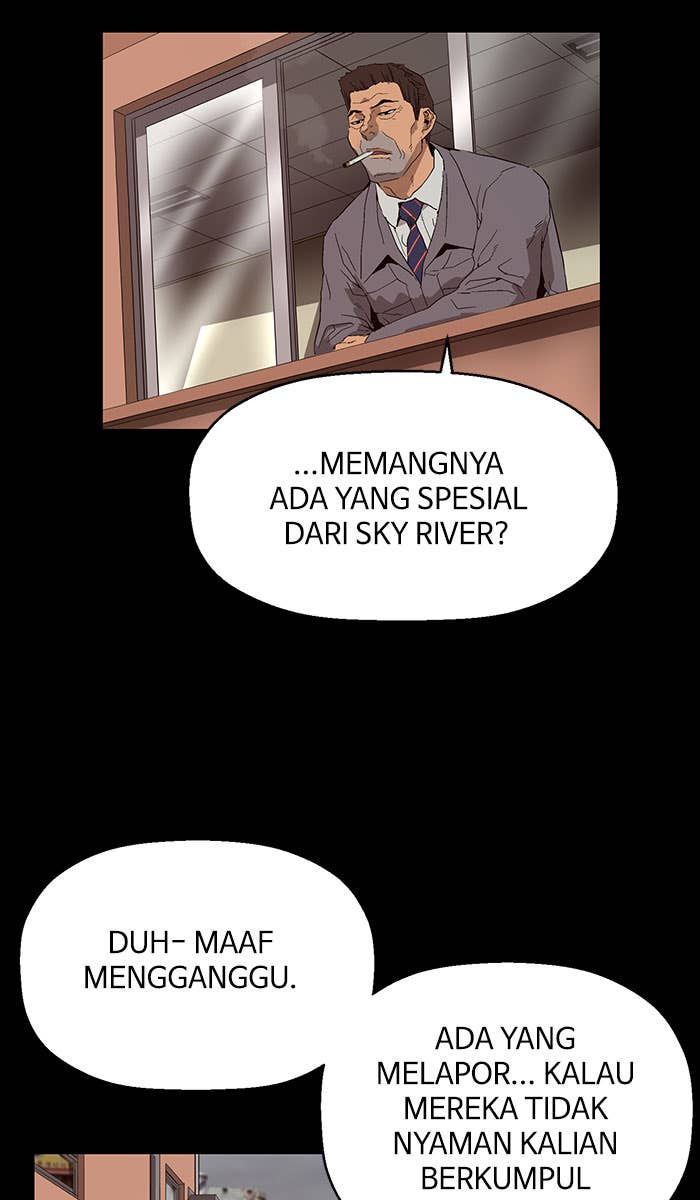 ...MEMANGNYA
ADA YANG SPESIAL
DARI SKY RIVER?
DUH- MAAF
MENGGANGGU.
ADA YANG
MELAPOR... KALAU
MEREKA TIDAK
NYAMAN KALIAN
BERKUMPUL